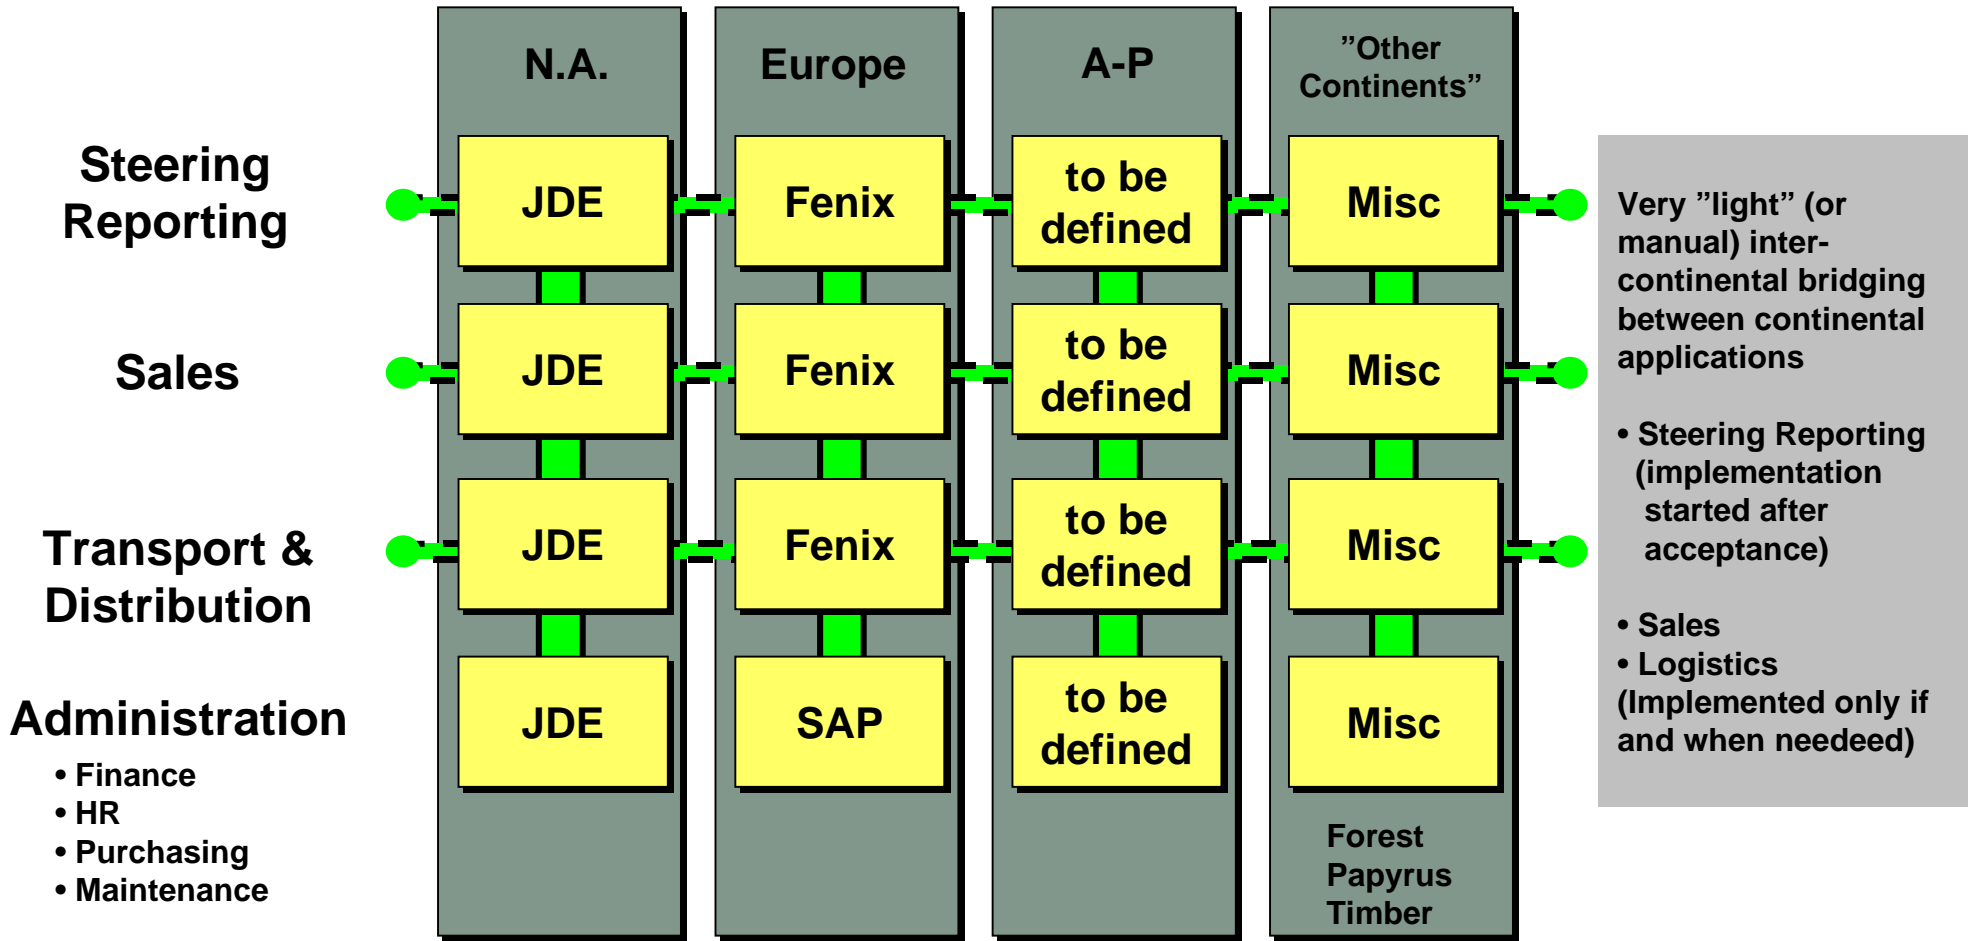 N.A.
Europe
A-P
”Other
Continents”
Steering
Reporting
JDE
Fenix
to be
defined
Misc
Sales
JDE
Fenix
to be
defined
Misc
Transport &
Distribution
JDE
Fenix
to be
defined
Misc
Administration
• Finance
• HR
• Purchasing
• Maintenance
JDE
SAP
to be
defined
Misc
Forest
Papyrus
Timber
Very ”light” (or
manual) inter-
continental bridging
between continental
applications
• Steering Reporting
(implementation
started after
acceptance)
• Sales
• Logistics
(Implemented only if
and when needeed)